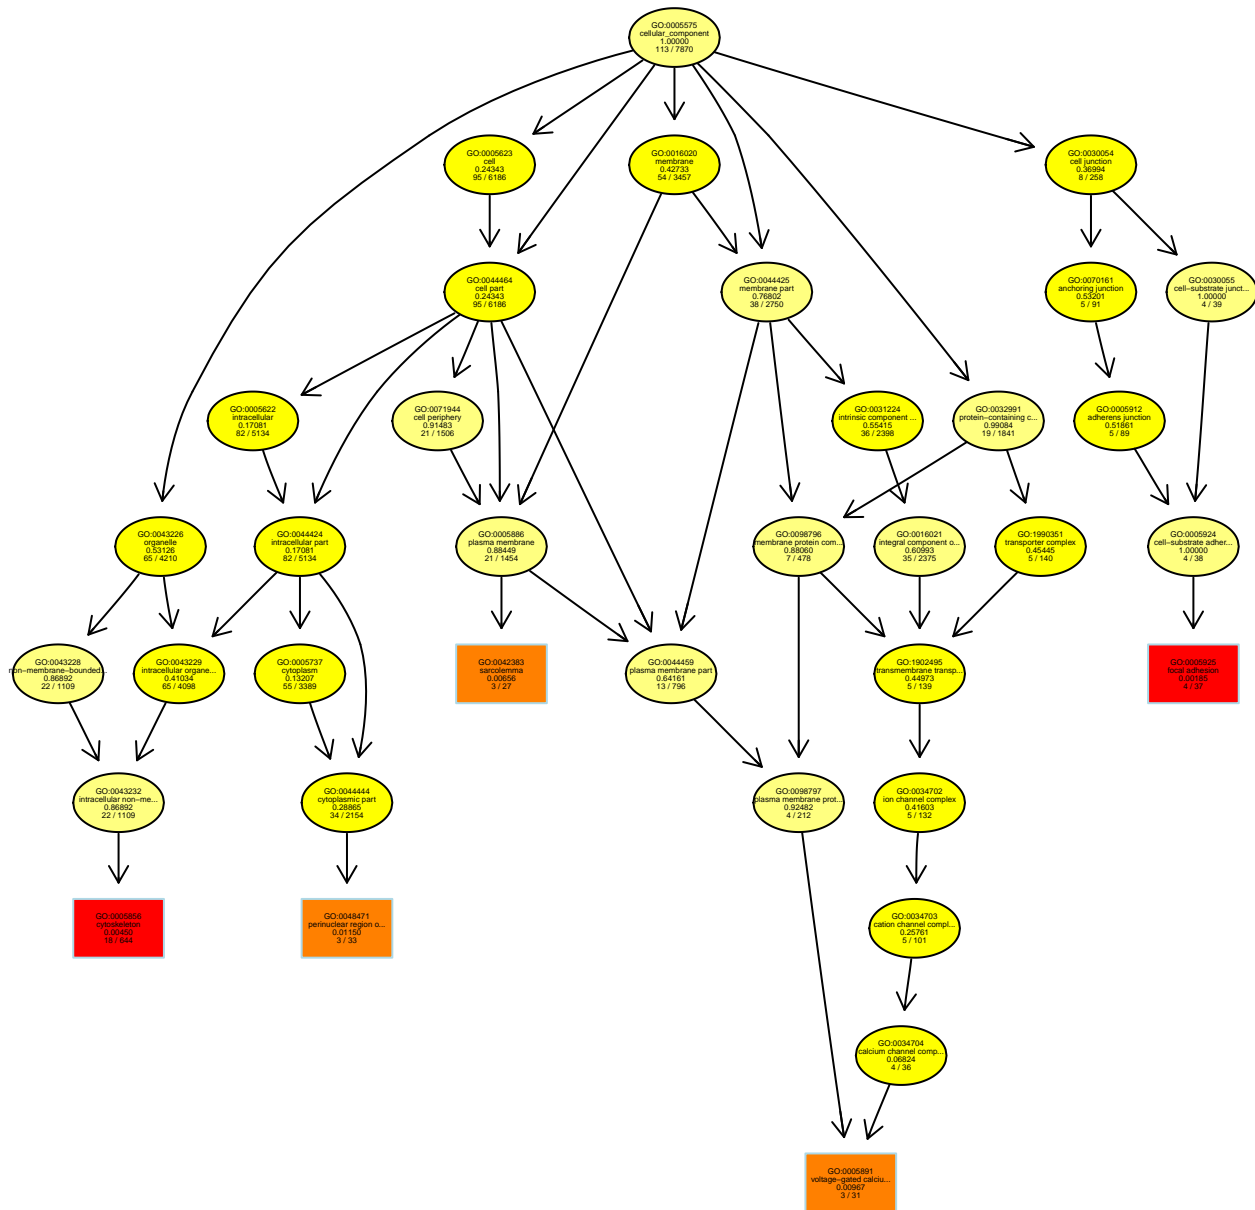 GO:0005575
cellular_component
1.00000
113 / 7870
GO:0005623
cell
0.24343
95 / 6186
GO:0016020
membrane
0.42733
54 / 3457
GO:0030054
cell junction
0.36994
8 / 258
GO:0044464
cell part
0.24343
95 / 6186
GO:0044425
membrane part
0.76802
38 / 2750
GO:0070161
anchoring junction
0.53201
5 / 91
GO:0030055
cell−substrate junct...
1.00000
4 / 39
GO:0005622
intracellular
0.17081
82 / 5134
GO:0071944
cell periphery
0.91483
21 / 1506
GO:0031224
intrinsic component ...
0.55415
36 / 2398
GO:0032991
protein−containing c...
0.99084
19 / 1841
GO:0005912
adherens junction
0.51861
5 / 89
GO:0043226
organelle
0.53126
65 / 4210
GO:0044424
intracellular part
0.17081
82 / 5134
GO:0005886
plasma membrane
0.88449
21 / 1454
GO:0098796
membrane protein com...
0.88060
7 / 478
GO:0016021
integral component o...
0.60993
35 / 2375
GO:1990351
transporter complex
0.45445
5 / 140
GO:0005924
cell−substrate adher...
1.00000
4 / 38
GO:0043228
non−membrane−bounded...
0.86892
22 / 1109
GO:0043229
intracellular organe...
0.41034
65 / 4098
GO:0005737
cytoplasm
0.13207
55 / 3389
GO:0042383
sarcolemma
0.00656
3 / 27
GO:0044459
plasma membrane part
0.64161
13 / 796
GO:1902495
transmembrane transp...
0.44973
5 / 139
GO:0005925
focal adhesion
0.00185
4 / 37
GO:0043232
intracellular non−me...
0.86892
22 / 1109
GO:0044444
cytoplasmic part
0.28865
34 / 2154
GO:0098797
plasma membrane prot...
0.92482
4 / 212
GO:0034702
ion channel complex
0.41603
5 / 132
GO:0005856
cytoskeleton
0.00450
18 / 644
GO:0048471
perinuclear region o...
0.01150
3 / 33
GO:0034703
cation channel compl...
0.25761
5 / 101
GO:0034704
calcium channel comp...
0.06824
4 / 36
GO:0005891
voltage−gated calciu...
0.00967
3 / 31